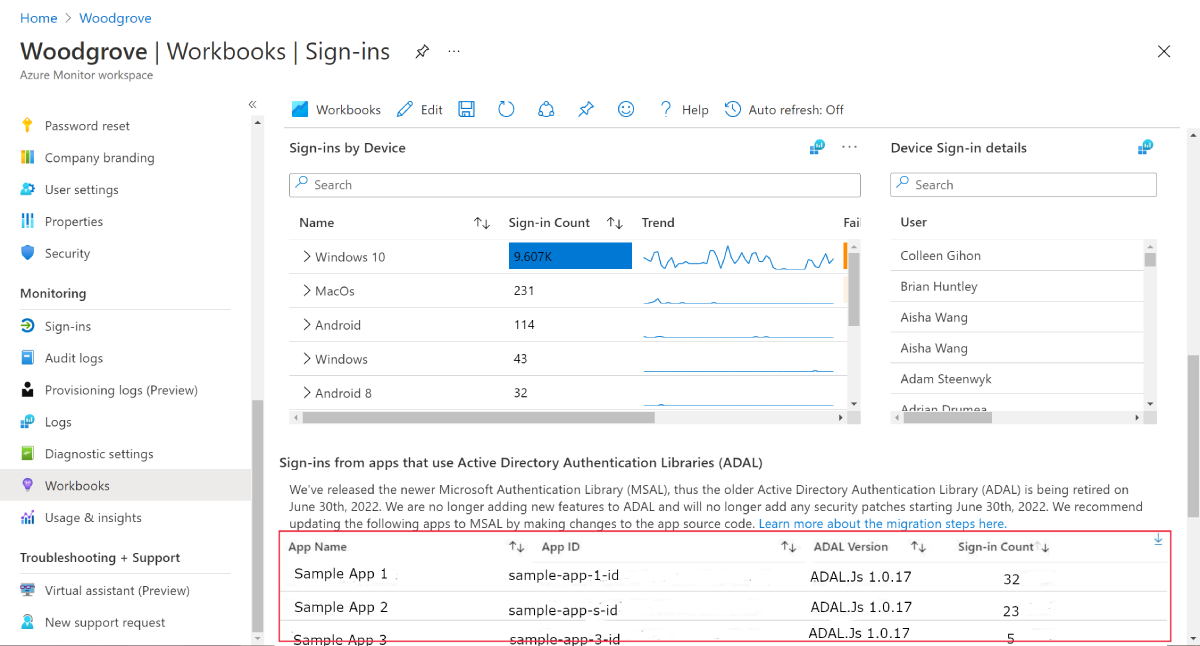 Home > Woodgrove
Woodgrove | Workbooks | Sign-ins ...
Azure Monitor workspace
«
Password reset
Company branding
User settings
Properties
Security
Monitoring
Sign-ins
Audit logs
Provisioning logs (Preview)
Logs
Diagnostic settings
Workbooks
Usage & insights
Troubleshooting + Support
Virtual assistant (Preview)
New support request
Workbooks Edit ? Help Auto refresh: Off
Sign-ins by Device ...
Search
Name Sign-in Count Trend Fai
Windows 10 9.607K
MacOs 231
Android 114
Windows 43
Android 8 32
Device Sign-in details
Search
User
Colleen Gihon
Brian Huntley
Aisha Wang
Aisha Wang
Adam Steenwyk
Adrian Drumea
Sign-ins from apps that use Active Directory Authentication Libraries (ADAL)
We've released the newer Microsoft Authentication Library (MSAL), thus the older Active Directory Authentication Library (ADAL) is being retired on
June 30th, 2022. We are no longer adding new features to ADAL and will no longer add any security patches starting June 30th, 2022. We recommend
updating the following apps to MSAL by making changes to the app source code. Learn more about the migration steps here.
App Name App ID ADAL Version Sign-in Count
Sample App 1 sample-app-1-id ADAL.Js 1.0.17 32
Sample App 2 sample-app-s-id ADAL.Js 1.0.17 23
Sample App 3 sample-app-3-id ADAL.Js 1.0.17 5